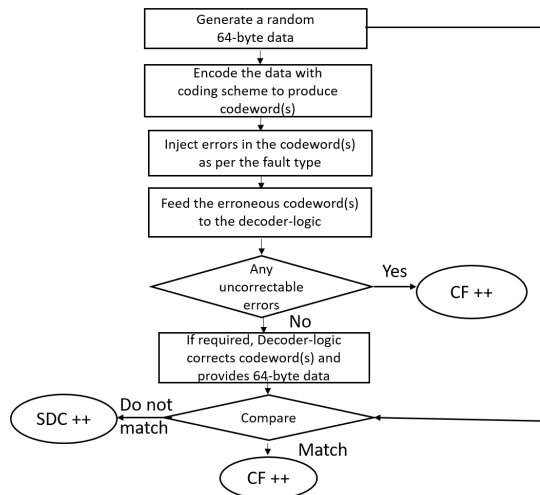 Generate a random
64-byte data
Encode the data with
coding scheme to produce
codeword(s)
Inject errors in the codeword(s)
as per the fault type
Feed the erroneous codeword(s)
to the decoder-logic
Any
uncorrectable
errors
Yes
CF ++
No
If required, Decoder-logic
corrects codeword(s) and
provides 64-byte data
Compare
Do not
match
SDC ++
Match
CF ++